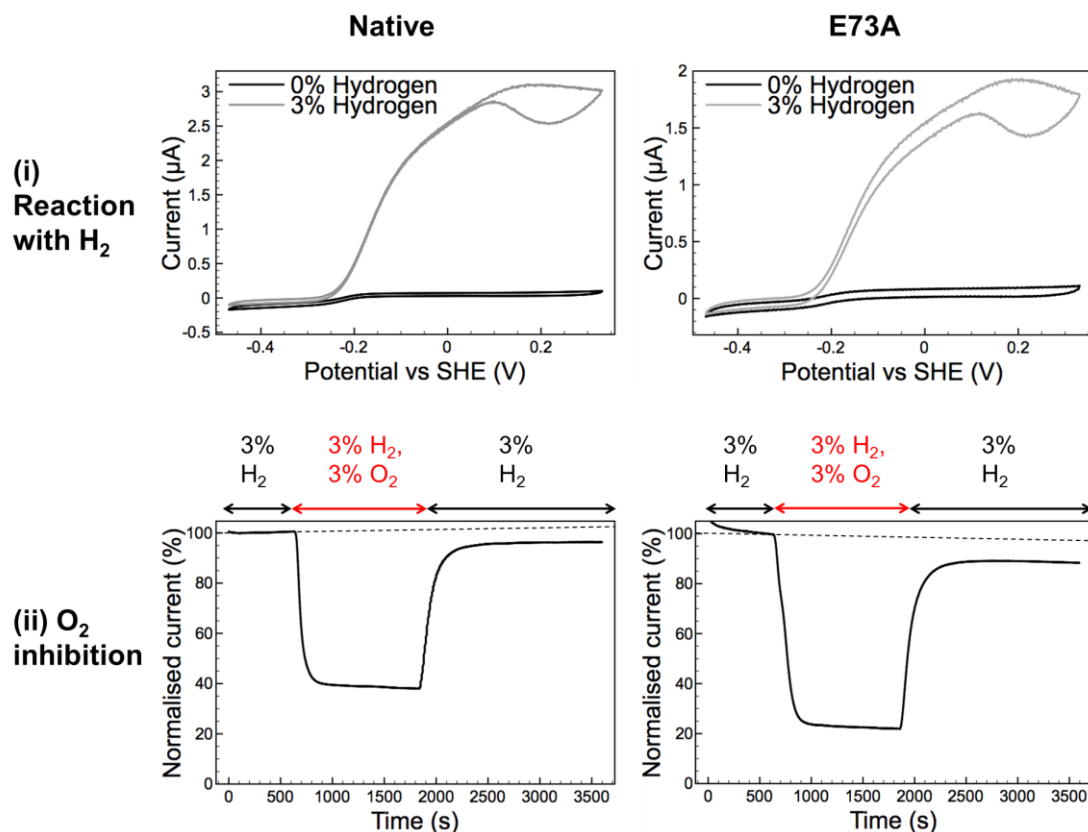 Native
E73A
(i)
Reaction
with H₂
0% Hydrogen
3% Hydrogen
Current (µA)
3
2.5
2
1.5
1
0.5
0
-0.5
-0.4
-0.2
0
0.2
Potential vs SHE (V)
0% Hydrogen
3% Hydrogen
Current (µA)
2
1.5
1
0.5
0
-0.4
-0.2
0
0.2
Potential vs SHE (V)
(ii) O₂
inhibition
3%
H₂
3% H₂,
3% O₂
3%
H₂
Normalised current (%)
100
80
60
40
20
0
0 500 1000 1500 2000 2500 3000 3500
Time (s)
3%
H₂
3% H₂,
3% O₂
3%
H₂
Normalised current (%)
100
80
60
40
20
0
0 500 1000 1500 2000 2500 3000 3500
Time (s)